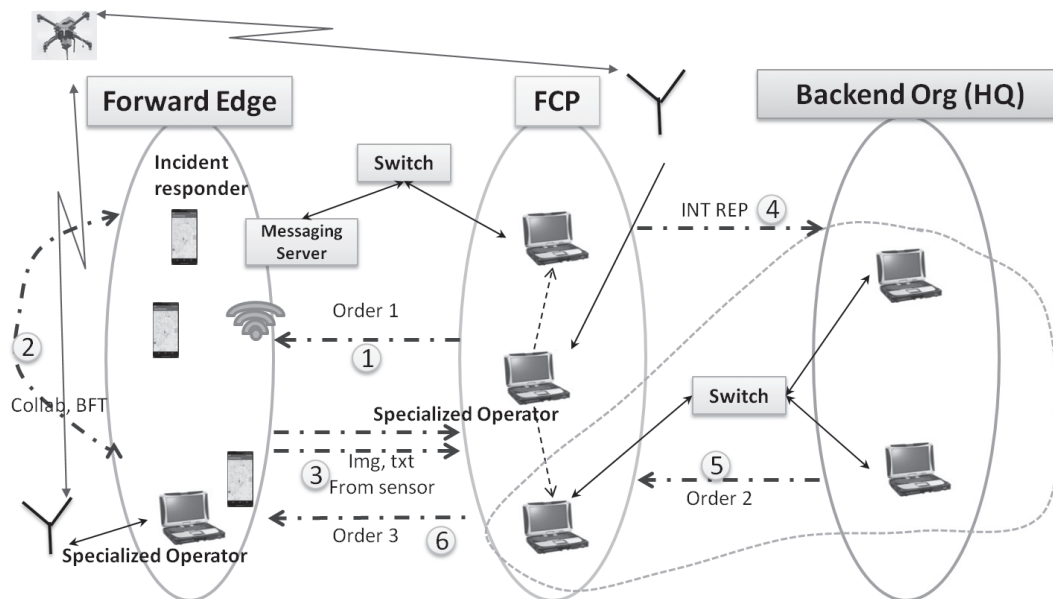 Forward Edge
FCP
Backend Org (HQ)
Incident
responder
Switch
Messaging
Server
INT REP
4
Order 1
1
2
Collab, BFT
Specialized Operator
Switch
3
Img, txt
From sensor
5
Order 2
Order 3
6
Specialized Operator